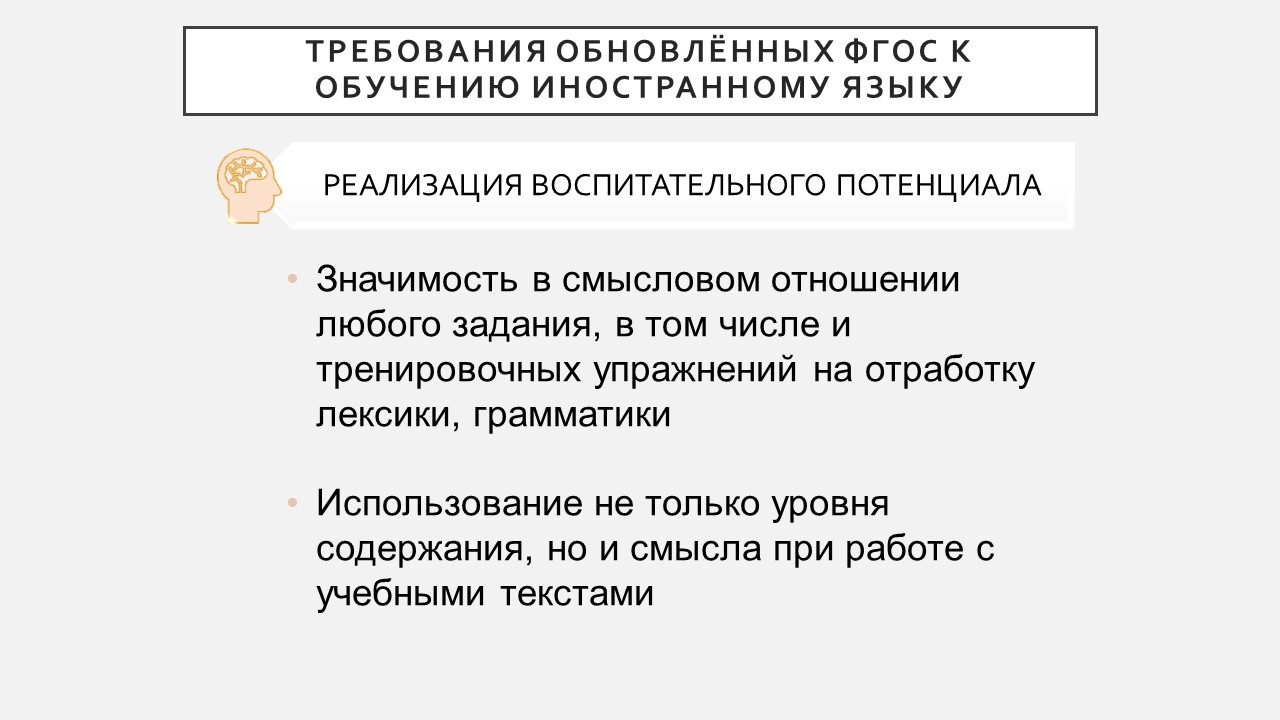 ТРЕБОВАНИЯ ОБНОВЛЁННЫХ ФГОС К
ОБУЧЕНИЮ ИНОСТРАННОМУ ЯЗЫКУ
РЕАЛИЗАЦИЯ ВОСПИТАТЕЛЬНОГО ПОТЕНЦИАЛА
• Значимость в смысловом отношении
любого задания, в том числе и
тренировочных упражнений на отработку
лексики, грамматики
• Использование не только уровня
содержания, но и смысла при работе с
учебными текстами